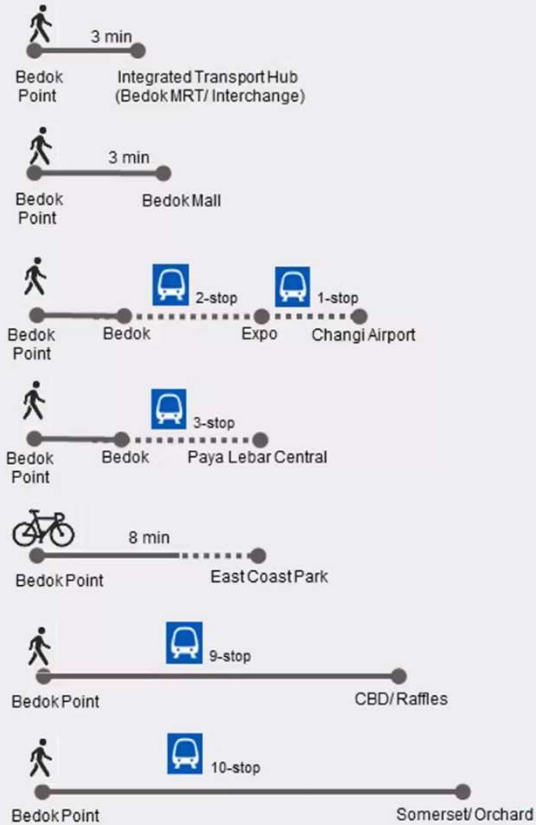 3 min
Bedok
Point
Integrated Transport Hub
(Bedok MRT/ Interchange)
3 min
Bedok
Point
Bedok Mall
2-stop
1-stop
Bedok
Point
Bedok
Expo
Changi Airport
3-stop
Bedok
Point
Bedok
Paya Lebar Central
8 min
Bedok Point
East Coast Park
9-stop
Bedok Point
CBD/ Raffles
10-stop
Bedok Point
Somerset/ Orchard